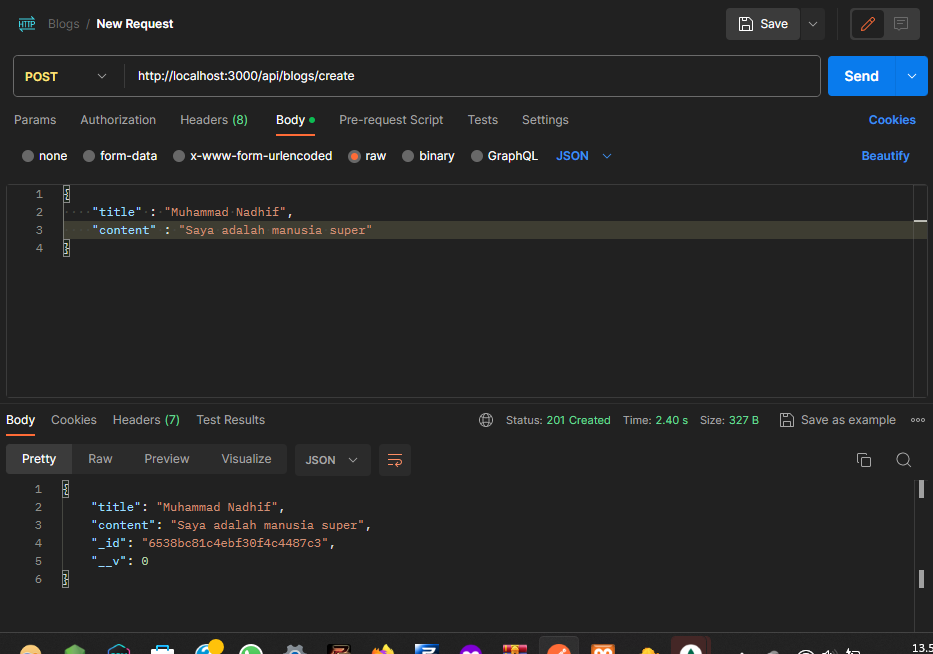 HTTP Blogs / New Request Save
POST http://localhost:3000/api/blogs/create Send
Params Authorization Headers (8) Body Pre-request Script Tests Settings Cookies
none form-data x-www-form-urlencoded raw binary GraphQL JSON Beautify
1 {
2 "title" : "Muhammad Nadhif",
3 "content" : "Saya adalah manusia super"
4 }
Body Cookies Headers (7) Test Results Status: 201 Created Time: 2.40 s Size: 327 B Save as example
Pretty Raw Preview Visualize JSON
1 {
2 "title": "Muhammad Nadhif",
3 "content": "Saya adalah manusia super",
4 "_id": "6538bc81c4ebf30f4c4487c3",
5 "__v": 0
6 }